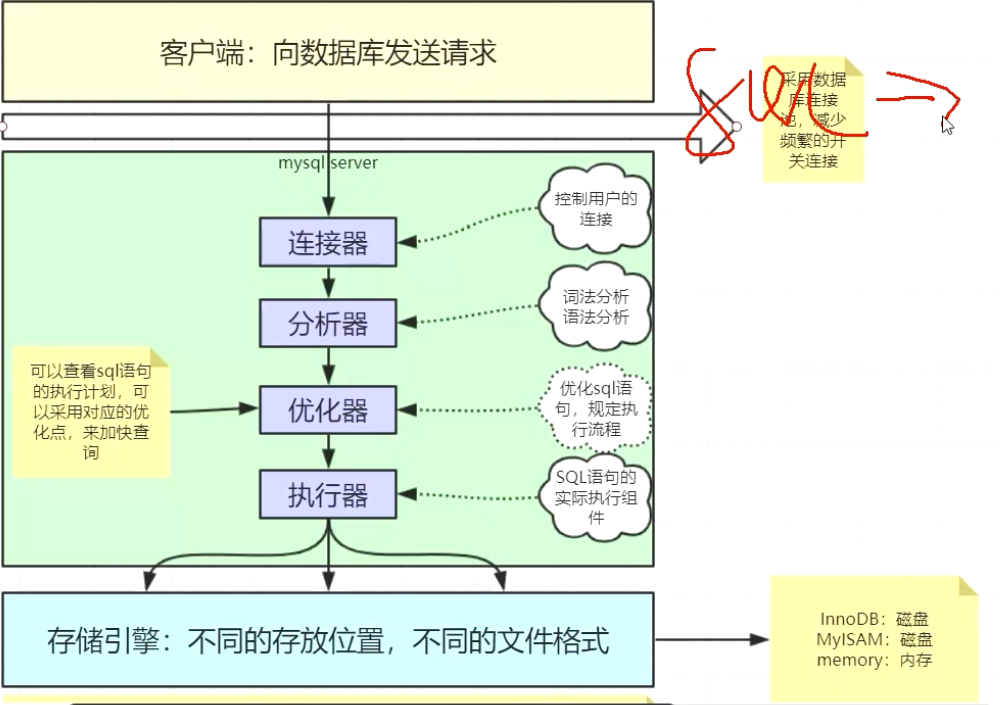 客户端：向数据库发送请求
SQL
采用数据
库连接
池，减少
频繁的开
关连接
mysql server
控制用户的
连接
连接器
词法分析
语法分析
分析器
可以查看sql语句
的执行计划，可
以采用对应的优
化点，来加快查
询
优化sql语
句，规定执
行流程
优化器
SQL语句的
实际执行组
件
执行器
存储引擎：不同的存放位置，不同的文件格式
InnoDB：磁盘
MyISAM：磁盘
memory：内存